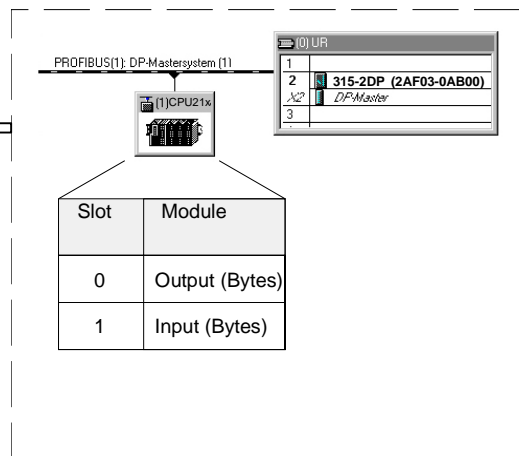 (0) UR
PROFIBUS(1): DP-Mastersystem (1)
1
2 315-2DP (2AF03-0AB00)
X2 DP-Master
3
(1)CPU21x
Slot Module
0 Output (Bytes)
1 Input (Bytes)